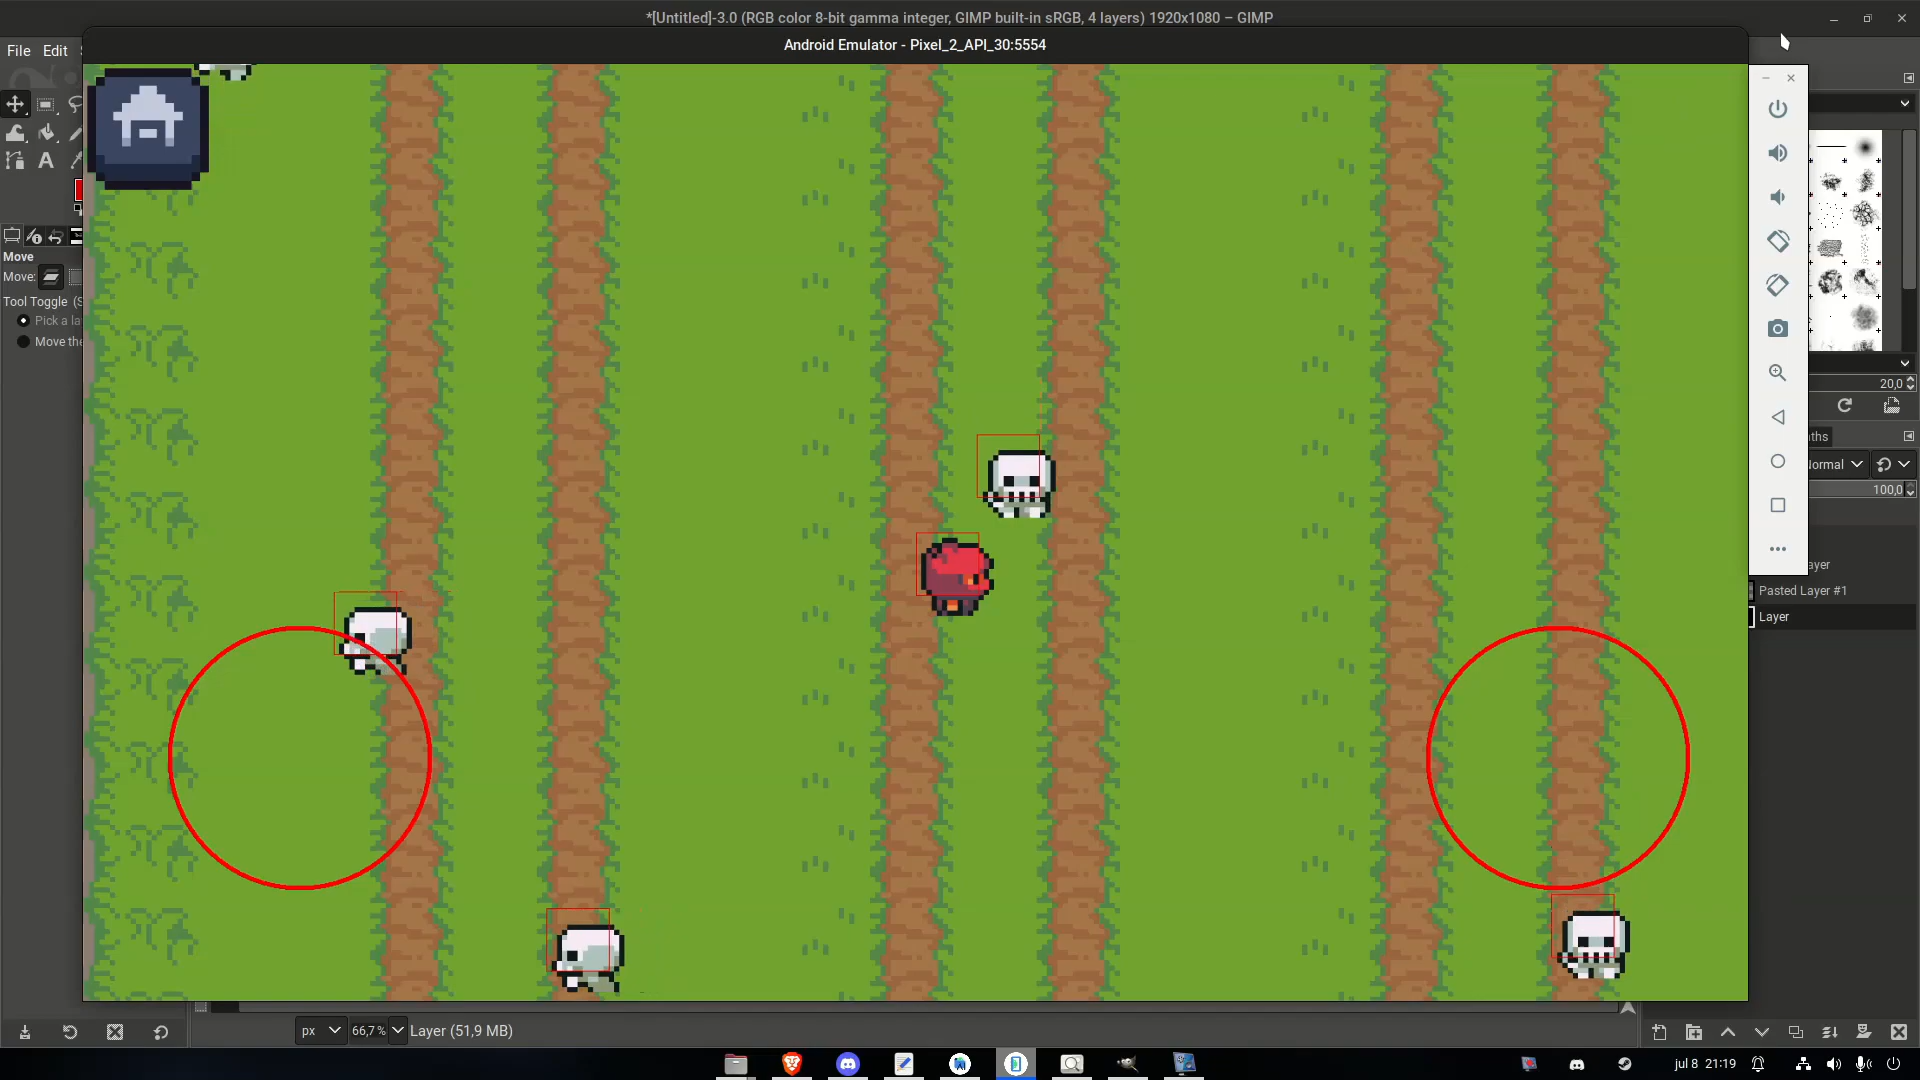 *[Untitled]-3.0 (RGB color 8-bit gamma integer, GIMP built-in sRGB, 4 layers) 1920x1080 – GIMP
Android Emulator - Pixel_2_API_30:5554
File Edit
A
Move
Move:
Tool Toggle (S
Pick a la
Move the
20,0
ths
ormal
100,0
ayer
Pasted Layer #1
Layer
px
66,7 %
Layer (51,9 MB)
jul 8 21:19